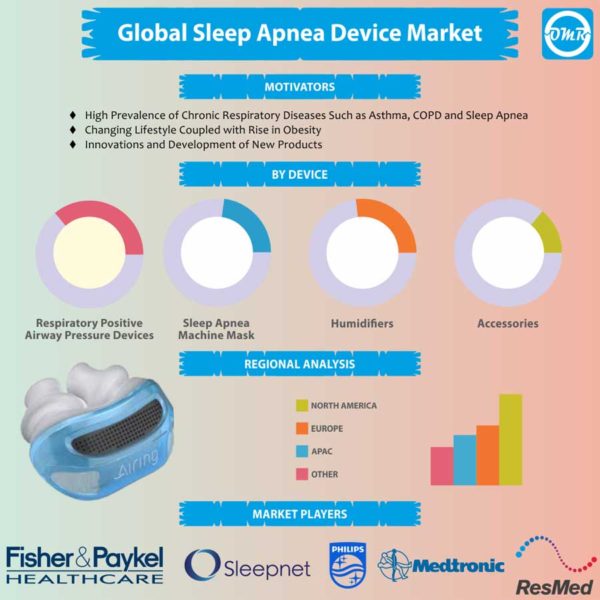 Global Sleep Apnea Device Market
OMR
MOTIVATORS
♦ High Prevalence of Chronic Respiratory Diseases Such as Asthma, COPD and Sleep Apnea
♦ Changing Lifestyle Coupled with Rise in Obesity
♦ Innovations and Development of New Products
BY DEVICE
Respiratory Positive
Airway Pressure Devices
Sleep Apnea
Machine Mask
Humidifiers
Accessories
REGIONAL ANALYSIS
NORTH AMERICA
EUROPE
APAC
OTHER
Airing
MARKET PLAYERS
Fisher & Paykel
HEALTHCARE
Sleepnet
PHILIPS
Medtronic
ResMed